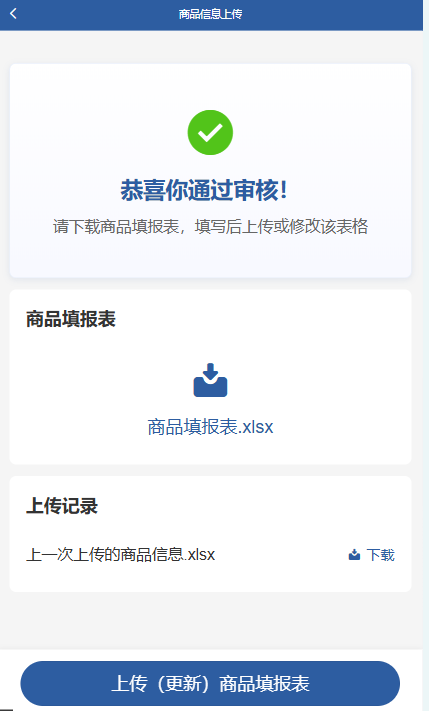 商品信息上传
恭喜你通过审核！
请下载商品填报表，填写后上传或修改该表格
商品填报表
商品填报表.xlsx
上传记录
上一次上传的商品信息.xlsx
下载
上传（更新）商品填报表